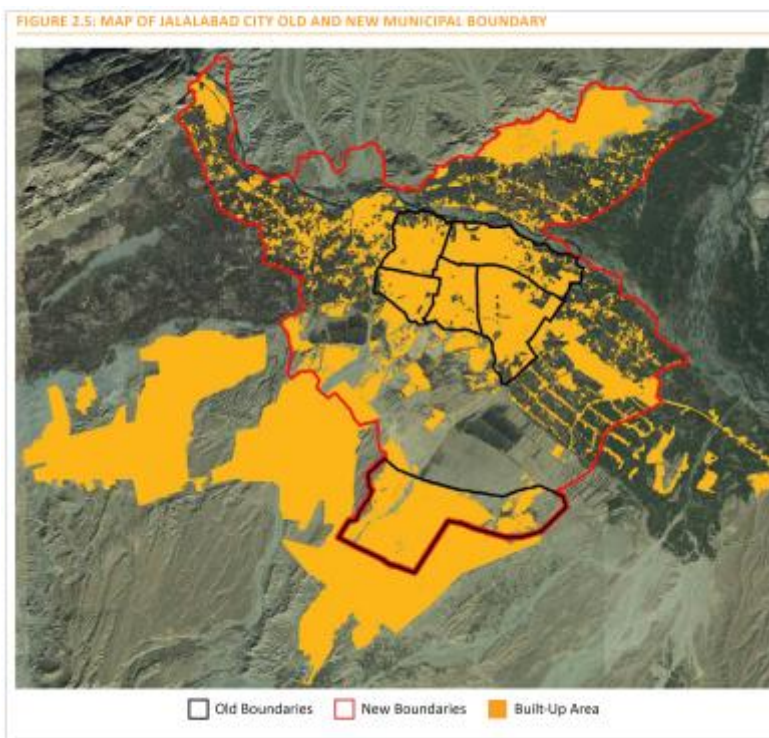 FIGURE 2.5: MAP OF JALALABAD CITY OLD AND NEW MUNICIPAL BOUNDARY
Old Boundaries New Boundaries Built-Up Area